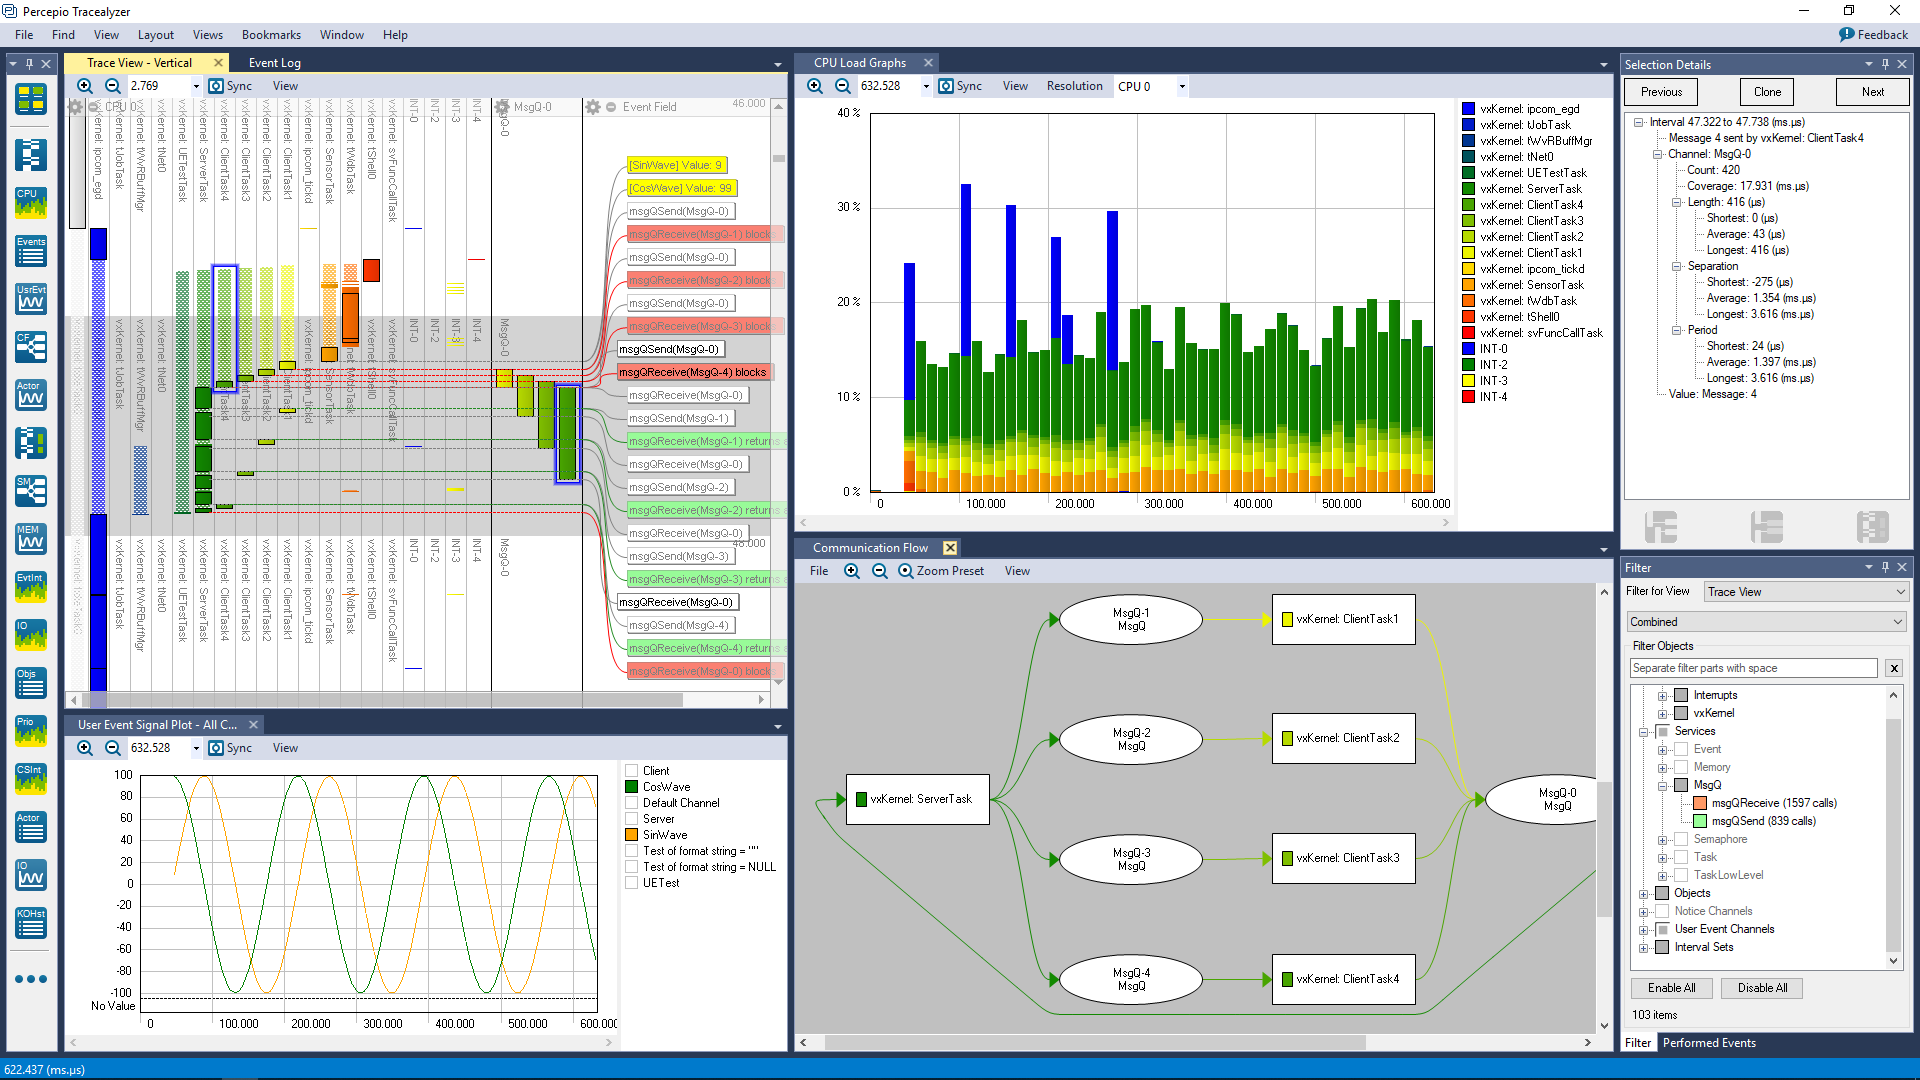 Percepio Tracealyzer
File Find View Layout Views Bookmarks Window Help
Feedback
Trace View - Vertical
Event Log
2.769
Sync
View
CPU 0
MsgQ-0
Event Field
46.000
vxKernel: ipcom_egd
vxKernel: tJobTask
vxKernel: tWvRBuffMgr
vxKernel: tNet0
vxKernel: UETestTask
vxKernel: ServerTask
vxKernel: ClientTask4
vxKernel: ClientTask3
vxKernel: ClientTask2
vxKernel: ClientTask1
vxKernel: ipcom_tickd
vxKernel: SensorTask
vxKernel: tWdbTask
vxKernel: tShell0
vxKernel: svFuncCallTask
INT-0
INT-2
INT-3
INT-4
MsgQ-0
[SinWave] Value: 9
[CosWave] Value: 99
msgQSend(MsgQ-0)
msgQReceive(MsgQ-1) blocks
msgQSend(MsgQ-0)
msgQReceive(MsgQ-2) blocks
msgQSend(MsgQ-0)
msgQReceive(MsgQ-3) blocks
msgQSend(MsgQ-0)
msgQReceive(MsgQ-4) blocks
msgQReceive(MsgQ-0)
msgQSend(MsgQ-1)
msgQReceive(MsgQ-1) returns
msgQReceive(MsgQ-0)
msgQSend(MsgQ-2)
msgQReceive(MsgQ-2) returns
msgQReceive(MsgQ-0)
48.000
msgQSend(MsgQ-3)
msgQReceive(MsgQ-3) returns
msgQReceive(MsgQ-0)
msgQSend(MsgQ-4)
msgQReceive(MsgQ-4) returns
msgQReceive(MsgQ-0) blocks
CPU
Events
UsrEvt
CF
Actor
SM
MEM
EvtInt
IO
Objs
Prio
CSInt
Actor
IO
KOHst
User Event Signal Plot - All C...
632.528
Sync
View
100
80
60
40
20
0
-20
-40
-60
-80
-100
No Value
0 100.000 200.000 300.000 400.000 500.000 600.000
Client
CosWave
Default Channel
Server
SinWave
Test of format string = ""
Test of format string = NULL
UETest
CPU Load Graphs
632.528
Sync
View
Resolution
CPU 0
40 %
30 %
20 %
10 %
0 %
0 100.000 200.000 300.000 400.000 500.000 600.000
vxKernel: ipcom_egd
vxKernel: tJobTask
vxKernel: tWvRBuffMgr
vxKernel: tNet0
vxKernel: UETestTask
vxKernel: ServerTask
vxKernel: ClientTask4
vxKernel: ClientTask3
vxKernel: ClientTask2
vxKernel: ClientTask1
vxKernel: ipcom_tickd
vxKernel: SensorTask
vxKernel: tWdbTask
vxKernel: tShell0
vxKernel: svFuncCallTask
INT-0
INT-2
INT-3
INT-4
Communication Flow
File
Zoom Preset
View
MsgQ-1
MsgQ
vxKernel: ClientTask1
MsgQ-2
MsgQ
vxKernel: ClientTask2
vxKernel: ServerTask
MsgQ-0
MsgQ
MsgQ-3
MsgQ
vxKernel: ClientTask3
MsgQ-4
MsgQ
vxKernel: ClientTask4
Selection Details
Previous
Clone
Next
Interval 47.322 to 47.738 (ms.µs)
Message 4 sent by vxKernel: ClientTask4
Channel: MsgQ-0
Count: 420
Coverage: 17.931 (ms.µs)
Length: 416 (µs)
Shortest: 0 (µs)
Average: 43 (µs)
Longest: 416 (µs)
Separation
Shortest: -275 (µs)
Average: 1.354 (ms.µs)
Longest: 3.616 (ms.µs)
Period
Shortest: 24 (µs)
Average: 1.397 (ms.µs)
Longest: 3.616 (ms.µs)
Value: Message: 4
Filter
Filter for View
Trace View
Combined
Filter Objects
Separate filter parts with space
x
Interrupts
vxKernel
Services
Event
Memory
MsgQ
msgQReceive (1597 calls)
msgQSend (839 calls)
Semaphore
Task
TaskLowLevel
Objects
Notice Channels
User Event Channels
Interval Sets
Enable All
Disable All
103 items
Filter
Performed Events
622.437 (ms.µs)